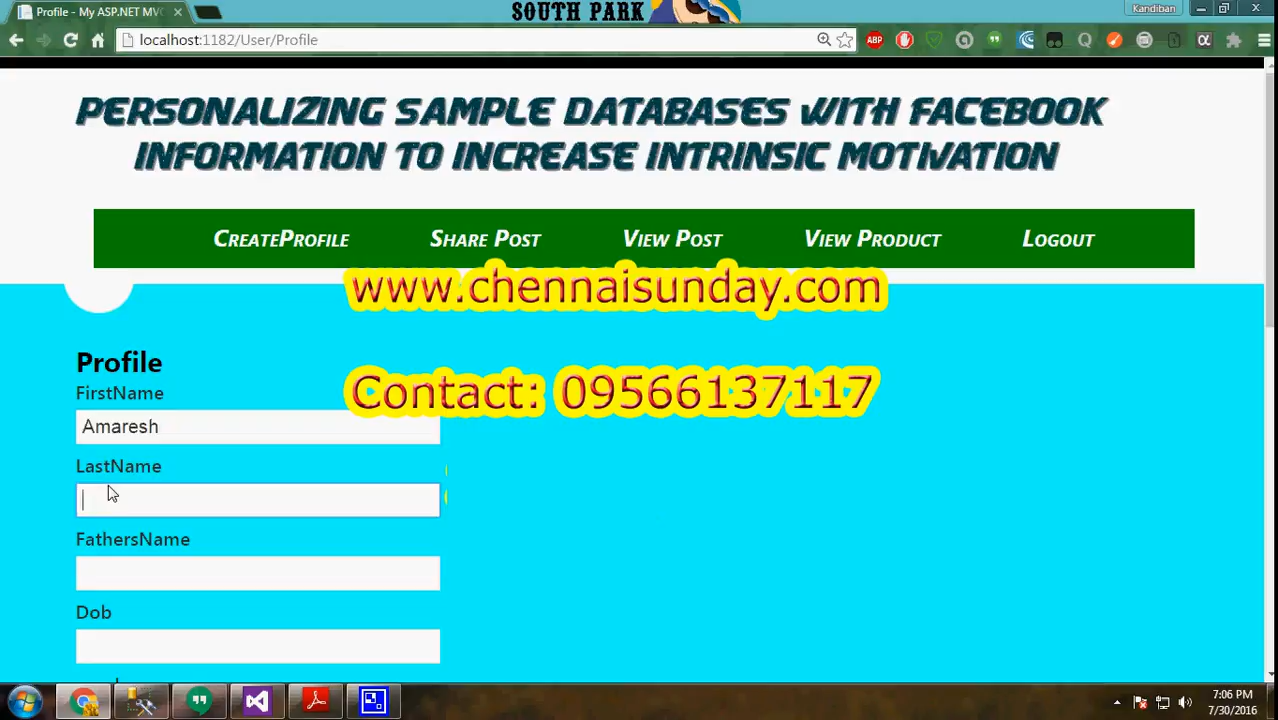 SOUTH PARK
Profile - My ASP.NET MVC
Kandiban
localhost:1182/User/Profile
ABP
PERSONALIZING SAMPLE DATABASES WITH FACEBOOK
INFORMATION TO INCREASE INTRINSIC MOTIVATION
CREATEPROFILE SHARE POST VIEW POST VIEW PRODUCT LOGOUT
www.chennaisunday.com
Contact: 09566137117
Profile
FirstName
Amaresh
LastName
FathersName
Dob
7:06 PM
7/30/2016